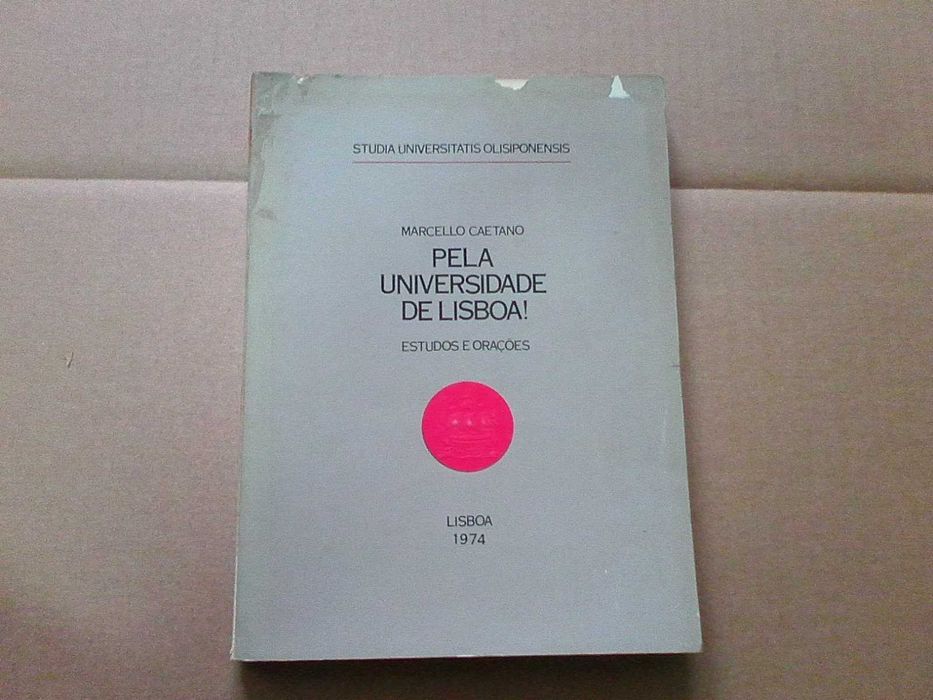 STUDIA UNIVERSITATIS OLISIPONENSIS
MARCELLO CAETANO
PELA
UNIVERSIDADE
DE LISBOA!
ESTUDOS E ORAÇÕES
LISBOA
1974